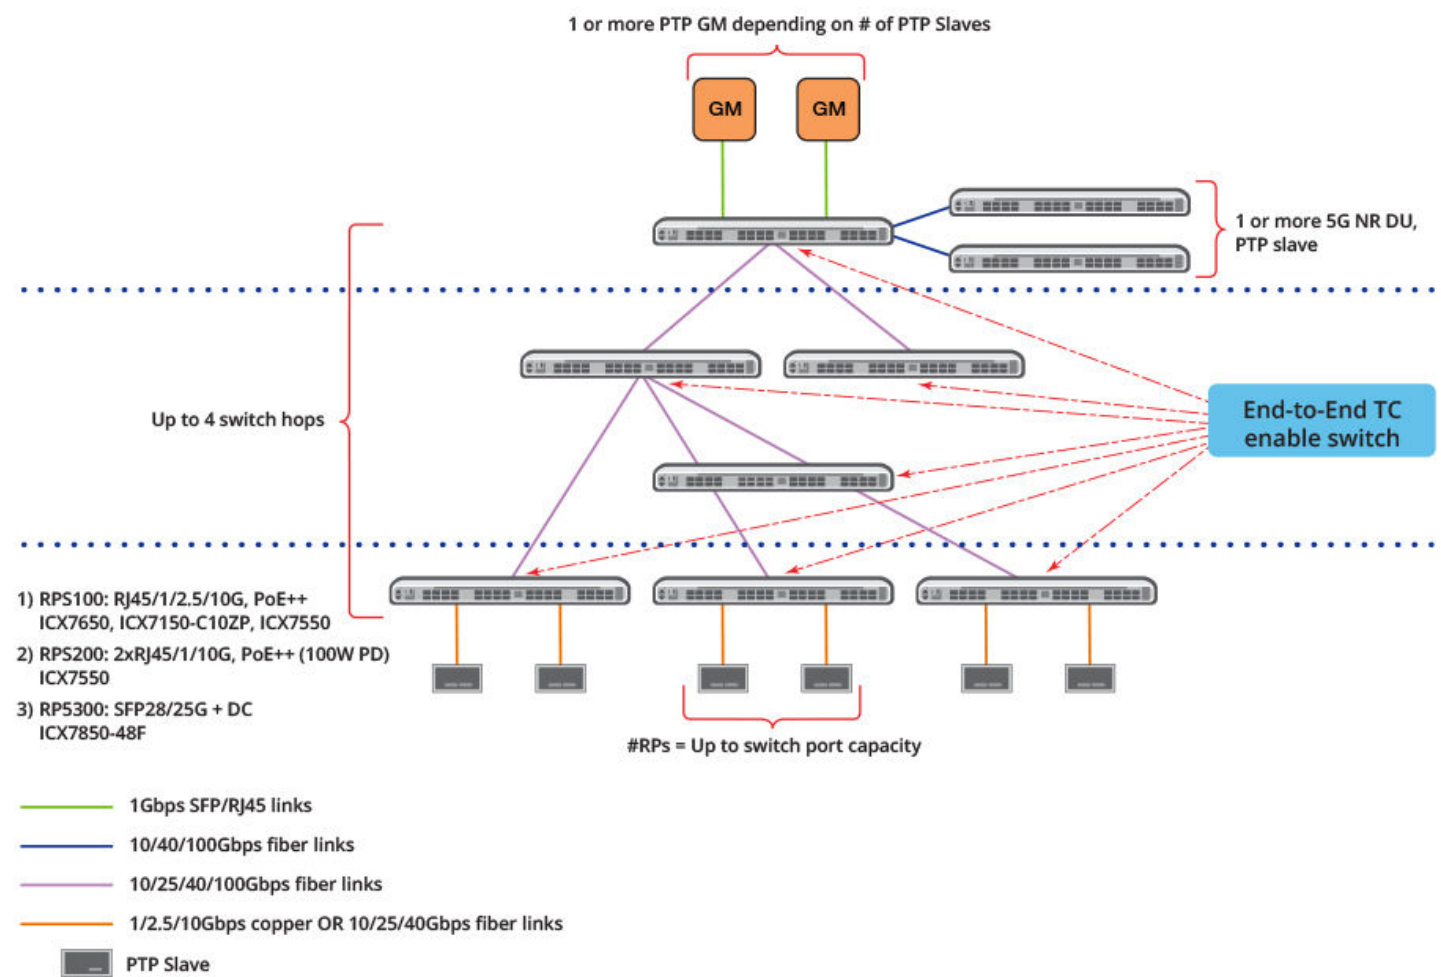 1 or more PTP GM depending on # of PTP Slaves
GM
GM
1 or more 5G NR DU,
PTP slave
Up to 4 switch hops
End-to-End TC
enable switch
1) RPS100: RJ45/1/2.5/10G, PoE++
ICX7650, ICX7150-C10ZP, ICX7550
2) RPS200: 2xRJ45/1/10G, PoE++ (100W PD)
ICX7550
3) RP5300: SFP28/25G + DC
ICX7850-48F
#RPs = Up to switch port capacity
1Gbps SFP/RJ45 links
10/40/100Gbps fiber links
10/25/40/100Gbps fiber links
1/2.5/10Gbps copper OR 10/25/40Gbps fiber links
PTP Slave